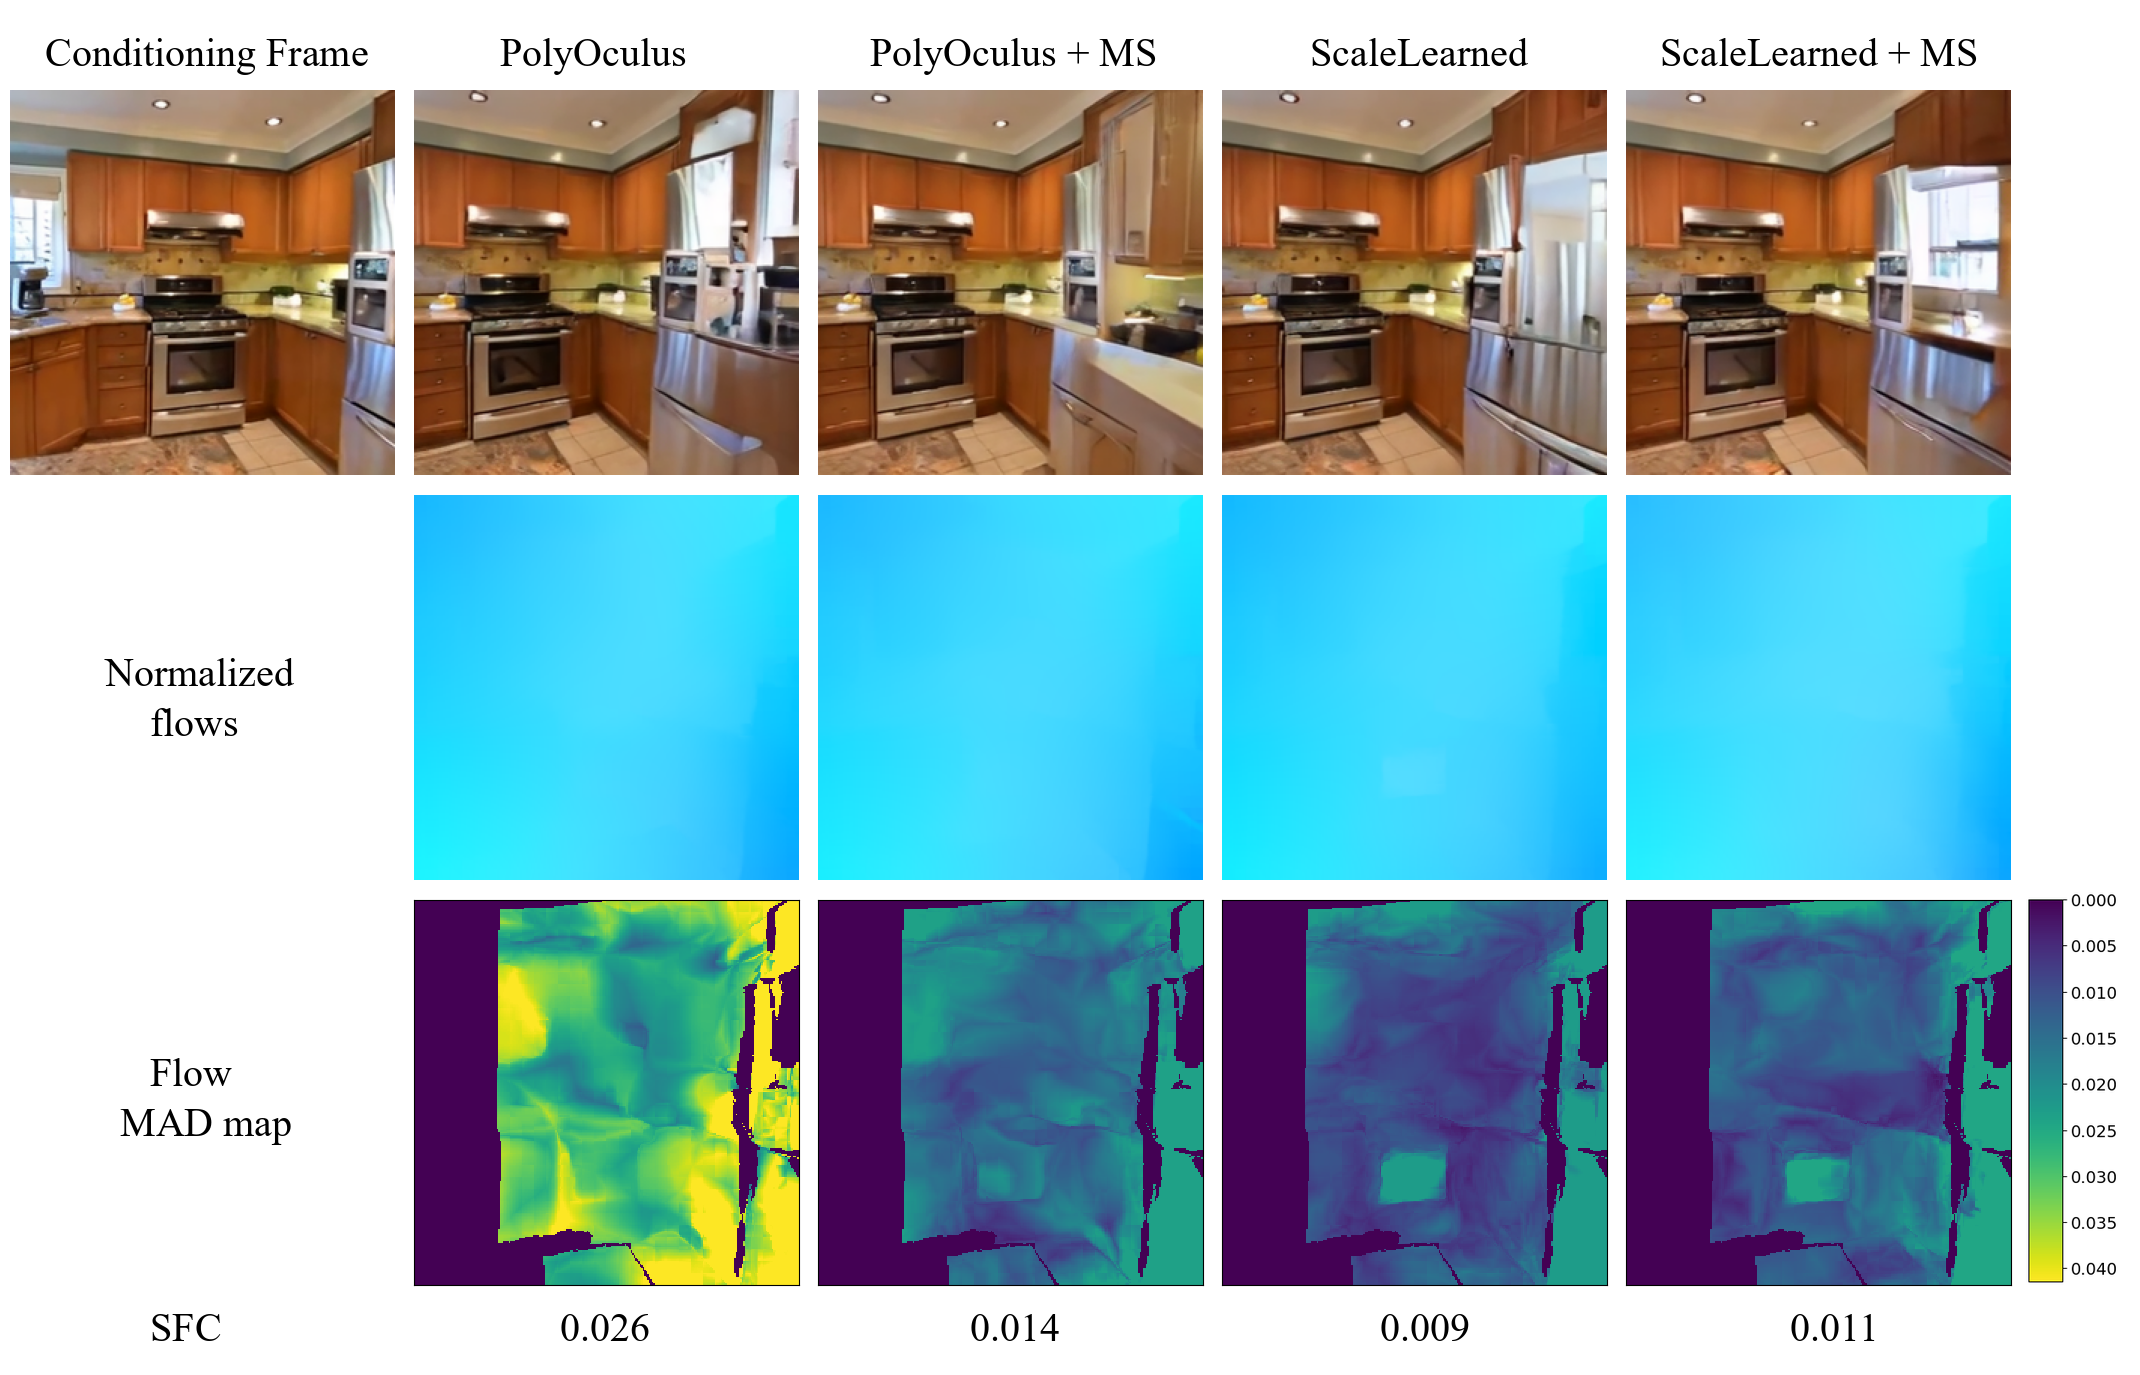 Conditioning Frame
PolyOculus
PolyOculus + MS
ScaleLearned
ScaleLearned + MS
Normalized
flows
Flow
MAD map
0.000
0.005
0.010
0.015
0.020
0.025
0.030
0.035
0.040
SFC
0.026
0.014
0.009
0.011